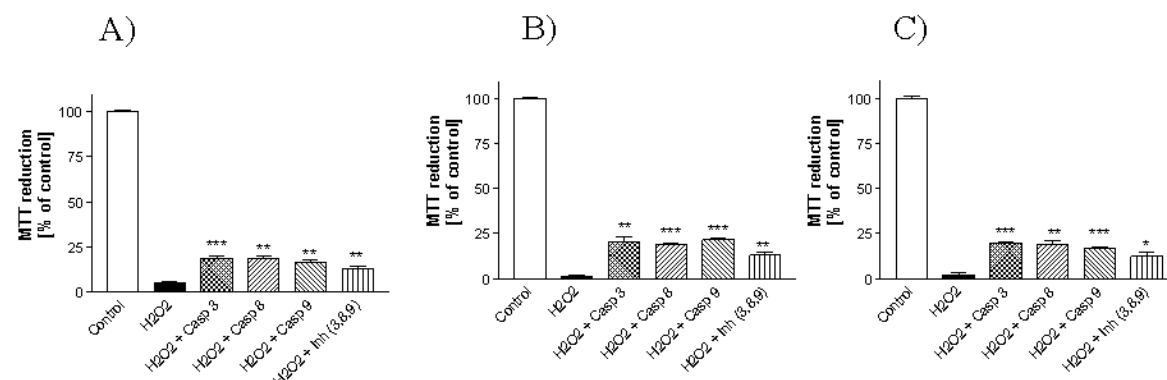 A)
MTT reduction
[% of control]
100
75
50
25
0
***
**
**
**
Control
H2O2
H2O2 + Casp 3
H2O2 + Casp 8
H2O2 + Casp 9
H2O2 + Inh (3,8,9)
B)
MTT reduction
[% of control]
100
75
50
25
0
**
***
***
**
Control
H2O2
H2O2 + Casp 3
H2O2 + Casp 8
H2O2 + Casp 9
H2O2 + Inh (3,8,9)
C)
MTT reduction
[% of control]
100
75
50
25
0
***
**
***
*
Control
H2O2
H2O2 + Casp 3
H2O2 + Casp 8
H2O2 + Casp 9
H2O2 + Inh (3,8,9)